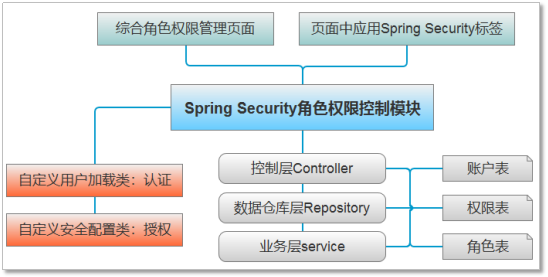 综合角色权限管理页面
页面中应用Spring Security标签
Spring Security角色权限控制模块
自定义用户加载类：认证
自定义安全配置类：授权
控制层Controller
数据仓库层Repository
业务层service
账户表
权限表
角色表